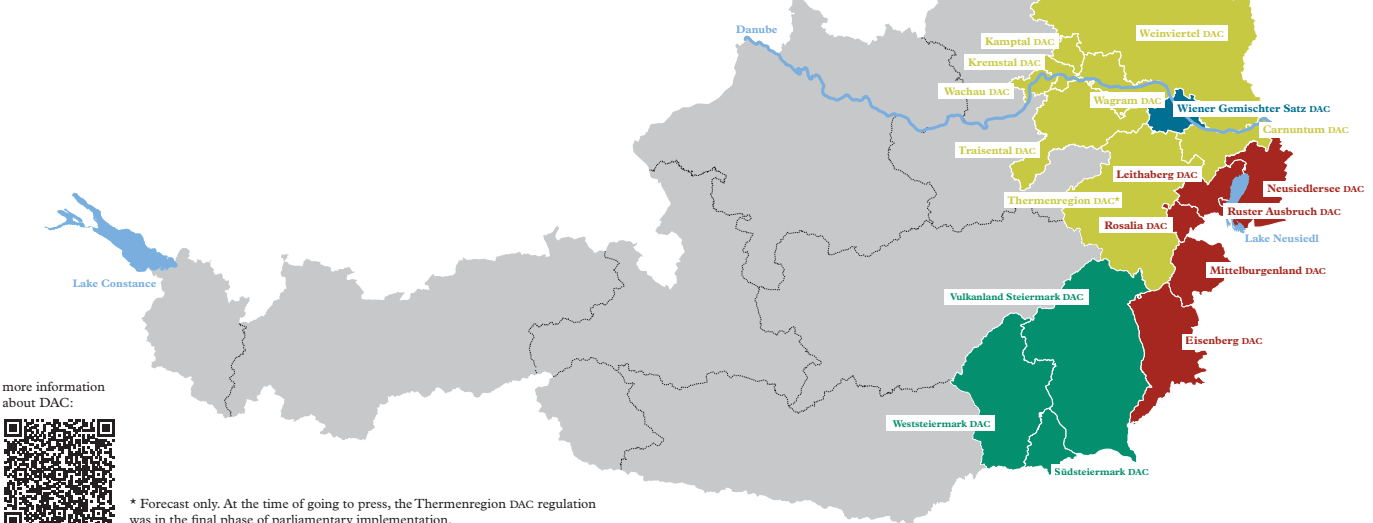 Danube
Weinviertel DAC
Kamptal DAC
Kremstal DAC
Wachau DAC
Wagram DAC
Wiener Gemischter Satz DAC
Carnuntum DAC
Traisental DAC
Leithaberg DAC
Neusiedlersee DAC
Thermenregion DAC*
Ruster Ausbruch DAC
Rosalia DAC
Lake Neusiedl
Mittelburgenland DAC
Lake Constance
Vulkanland Steiermark DAC
Eisenberg DAC
more information
about DAC:
Weststeiermark DAC
Südsteiermark DAC
* Forecast only. At the time of going to press, the Thermenregion DAC regulation
was in the final phase of parliamentary implementation.